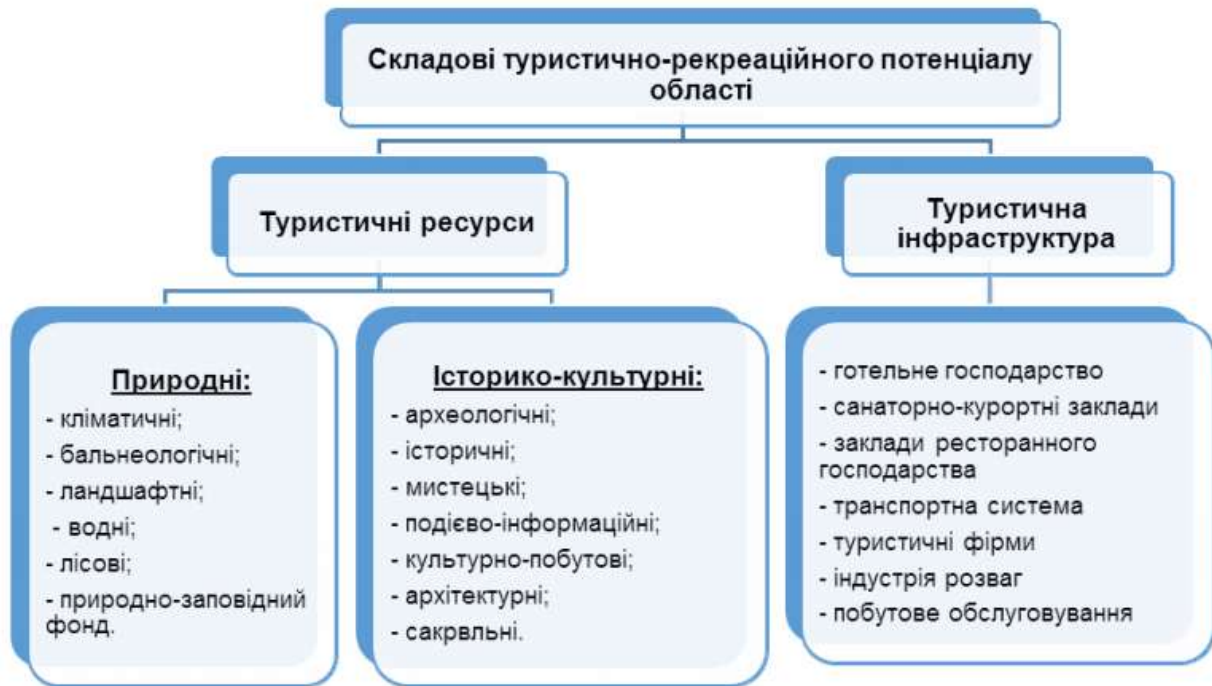 Складові туристично-рекреаційного потенціалу
області
Туристичні ресурси
Туристична
інфраструктура
Природні:
- кліматичні;
- бальнеологічні;
- ландшафтні;
- водні;
- лісові;
- природно-заповідний
фонд.
Історико-культурні:
- археологічні;
- історичні;
- мистецькі;
- подієво-інформаційні;
- культурно-побутові;
- архітектурні;
- сакрвльні.
- готельне господарство
- санаторно-курортні заклади
- заклади ресторанного
господарства
- транспортна система
- туристичні фірми
- індустрія розваг
- побутове обслуговування